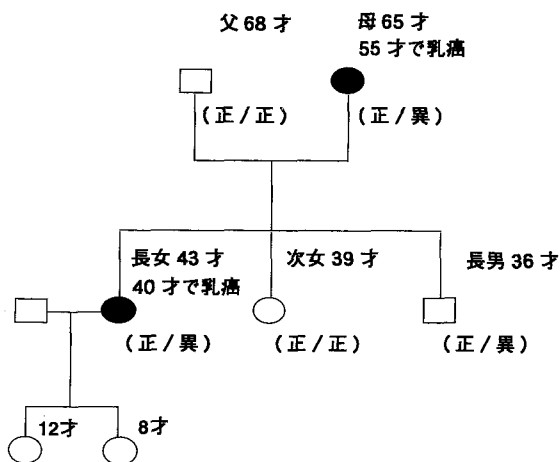 父 68 才
母 65 才
55 才で乳癌
(正 / 正)
(正 / 異)
長女 43 才
40 才で乳癌
次女 39 才
長男 36 才
(正 / 異)
(正 / 正)
(正 / 異)
12才
8才